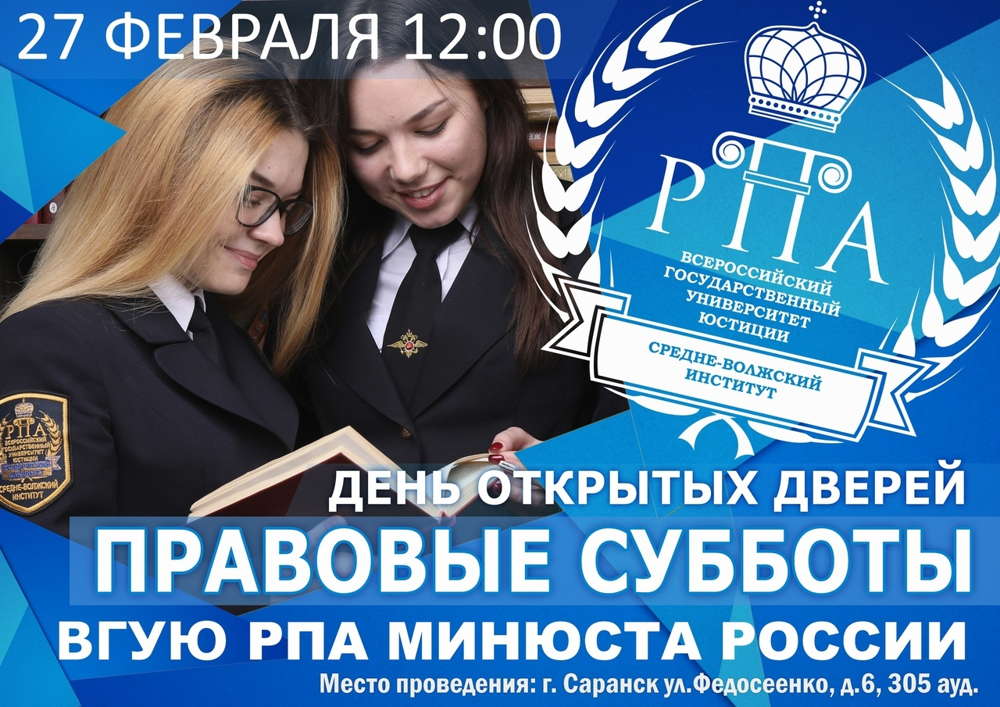 27 ФЕВРАЛЯ 12:00
РПА
ВСЕРОССИЙСКИЙ
ГОСУДАРСТВЕННЫЙ
УНИВЕРСИТЕТ
ЮСТИЦИИ
СРЕДНЕ-ВОЛЖСКИЙ
ИНСТИТУТ
РПА
ВСЕРОССИЙСКИЙ
ГОСУДАРСТВЕННЫЙ
УНИВЕРСИТЕТ
ЮСТИЦИИ
СРЕДНЕ-ВОЛЖСКИЙ
ИНСТИТУТ
ДЕНЬ ОТКРЫТЫХ ДВЕРЕЙ
ПРАВОВЫЕ СУББОТЫ
ВГУЮ РПА МИНЮСТА РОССИИ
Место проведения: г. Саранск ул.Федосеенко, д.6, 305 ауд.